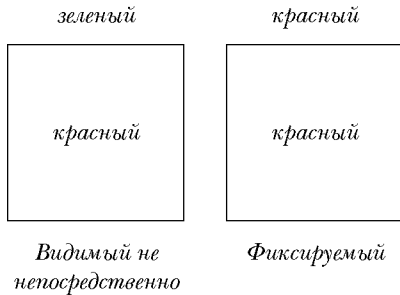 зеленый
красный
красный
красный
Видимый не
непосредственно
Фиксируемый